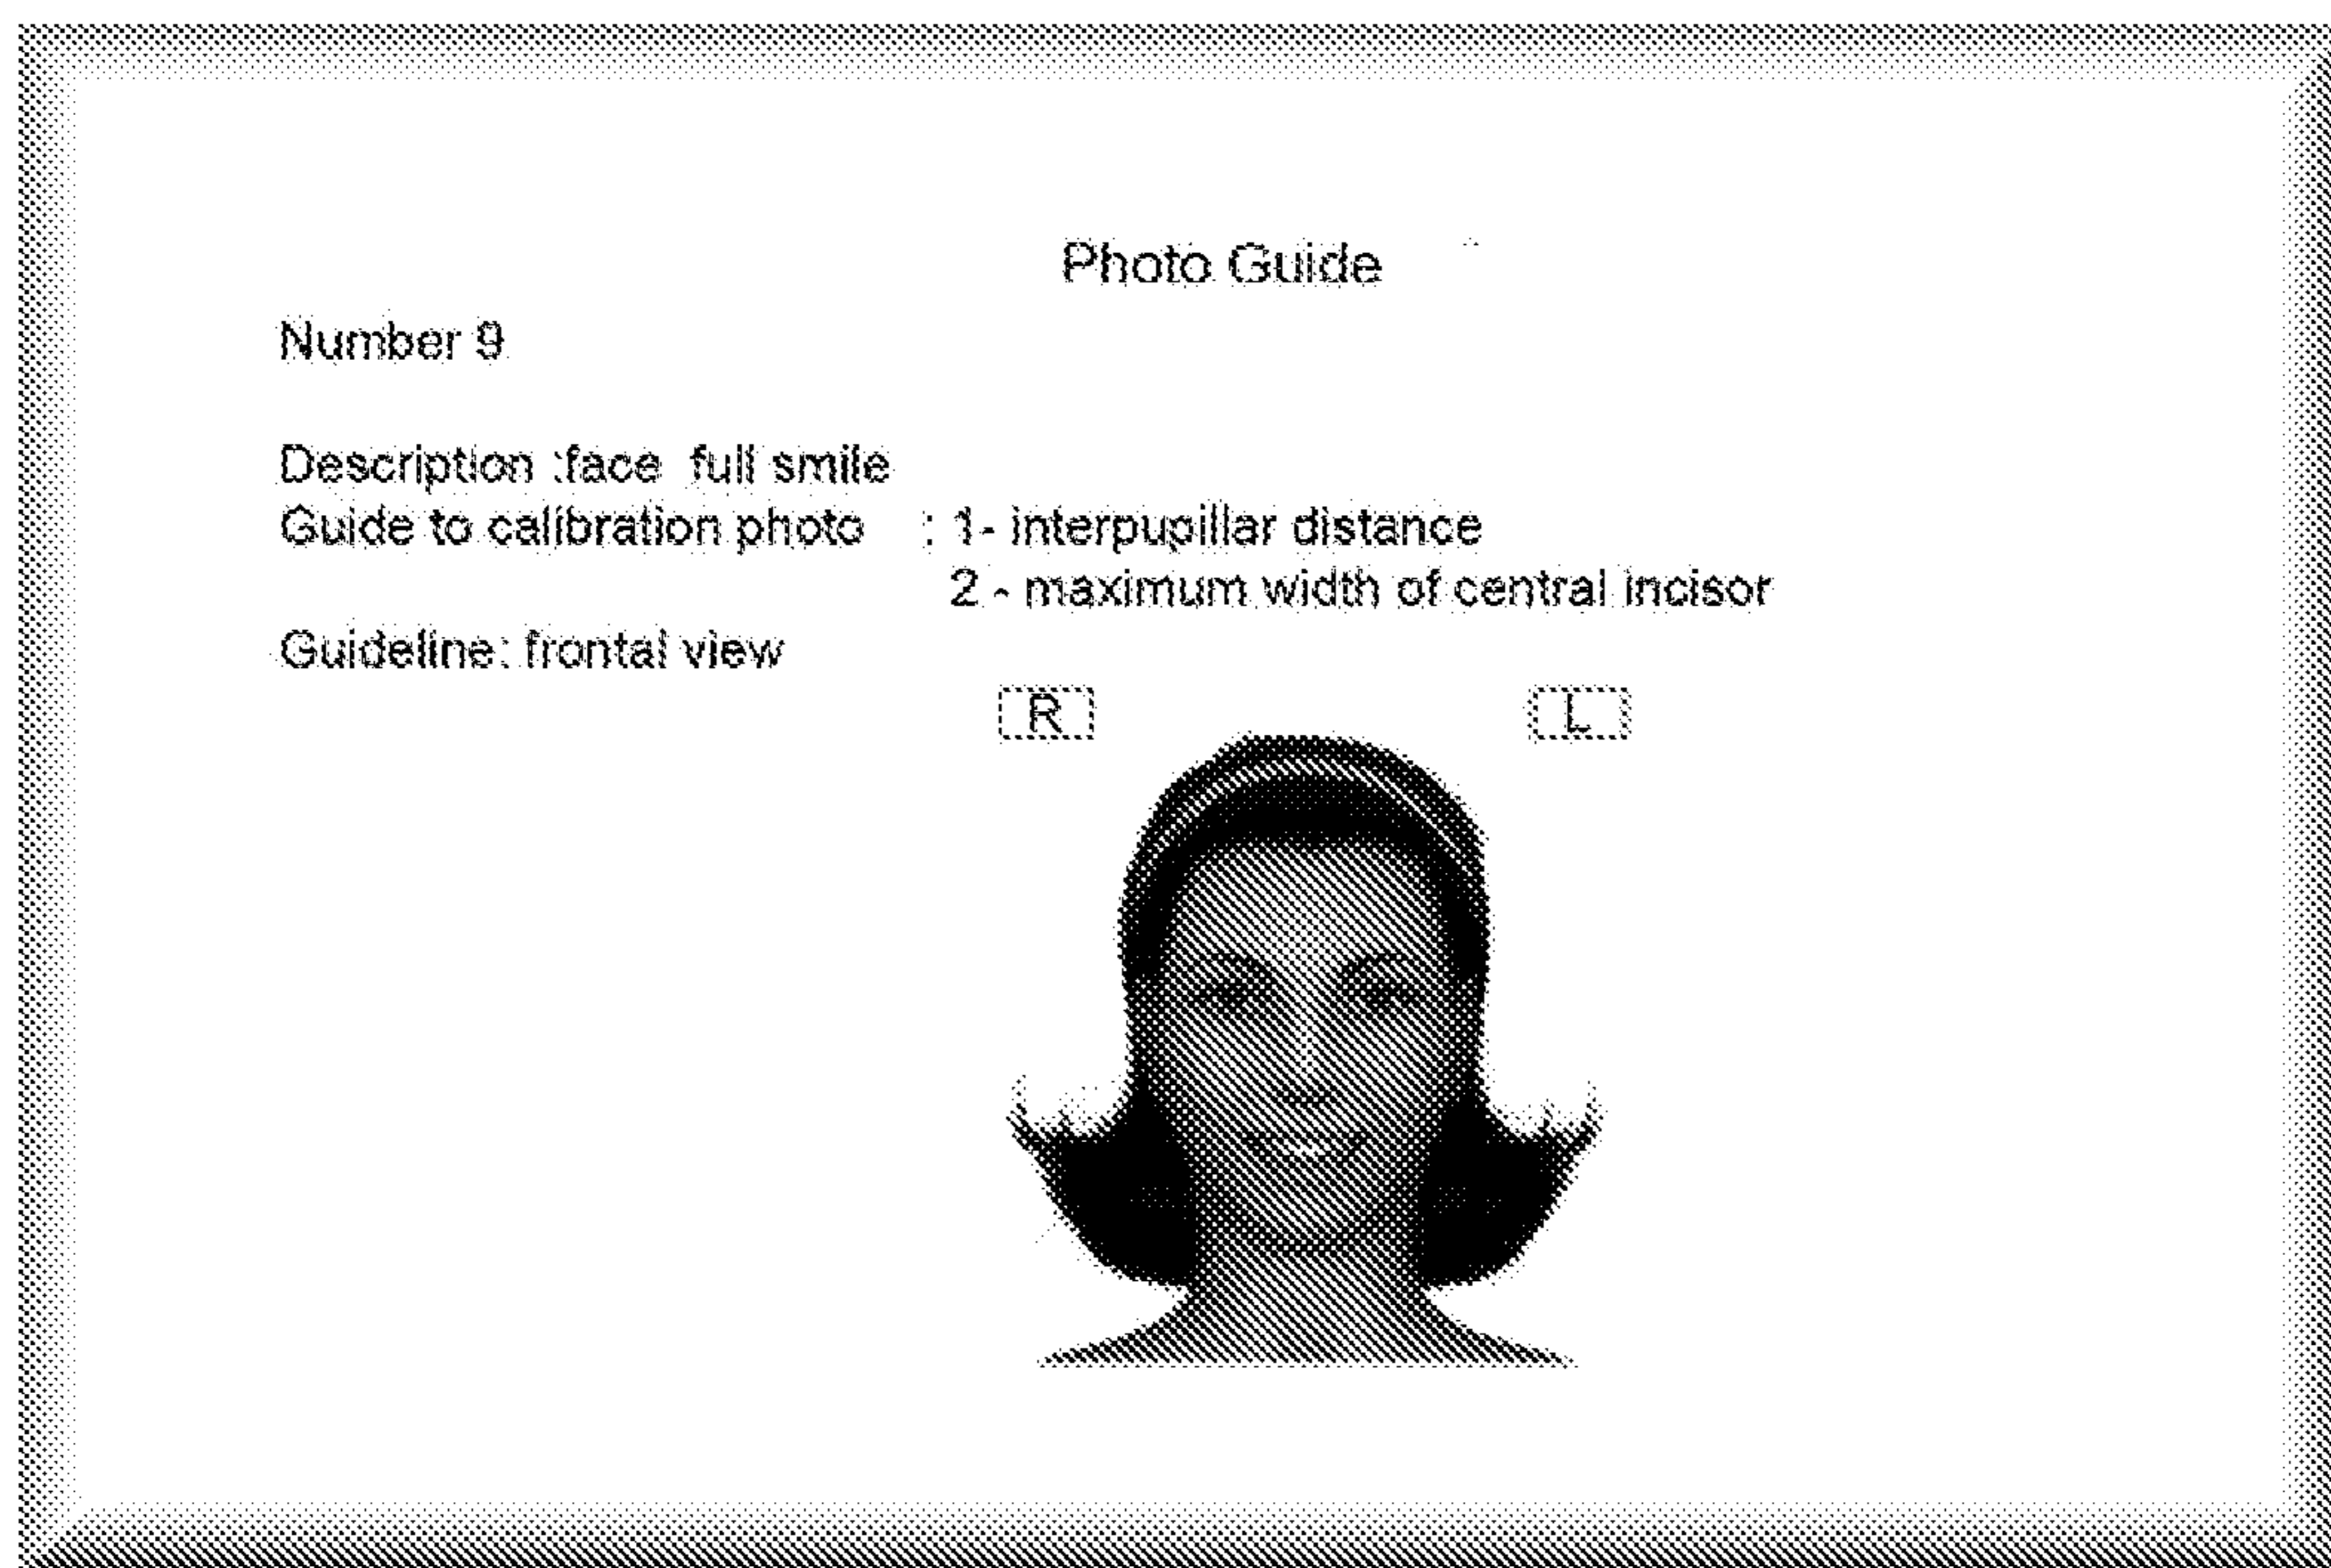 Photo Guide
Number 9
Description :face full smile
Guide to calibration photo : 1- interpupillar distance
2 - maximum width of central incisor
Guideline: frontal view
R L